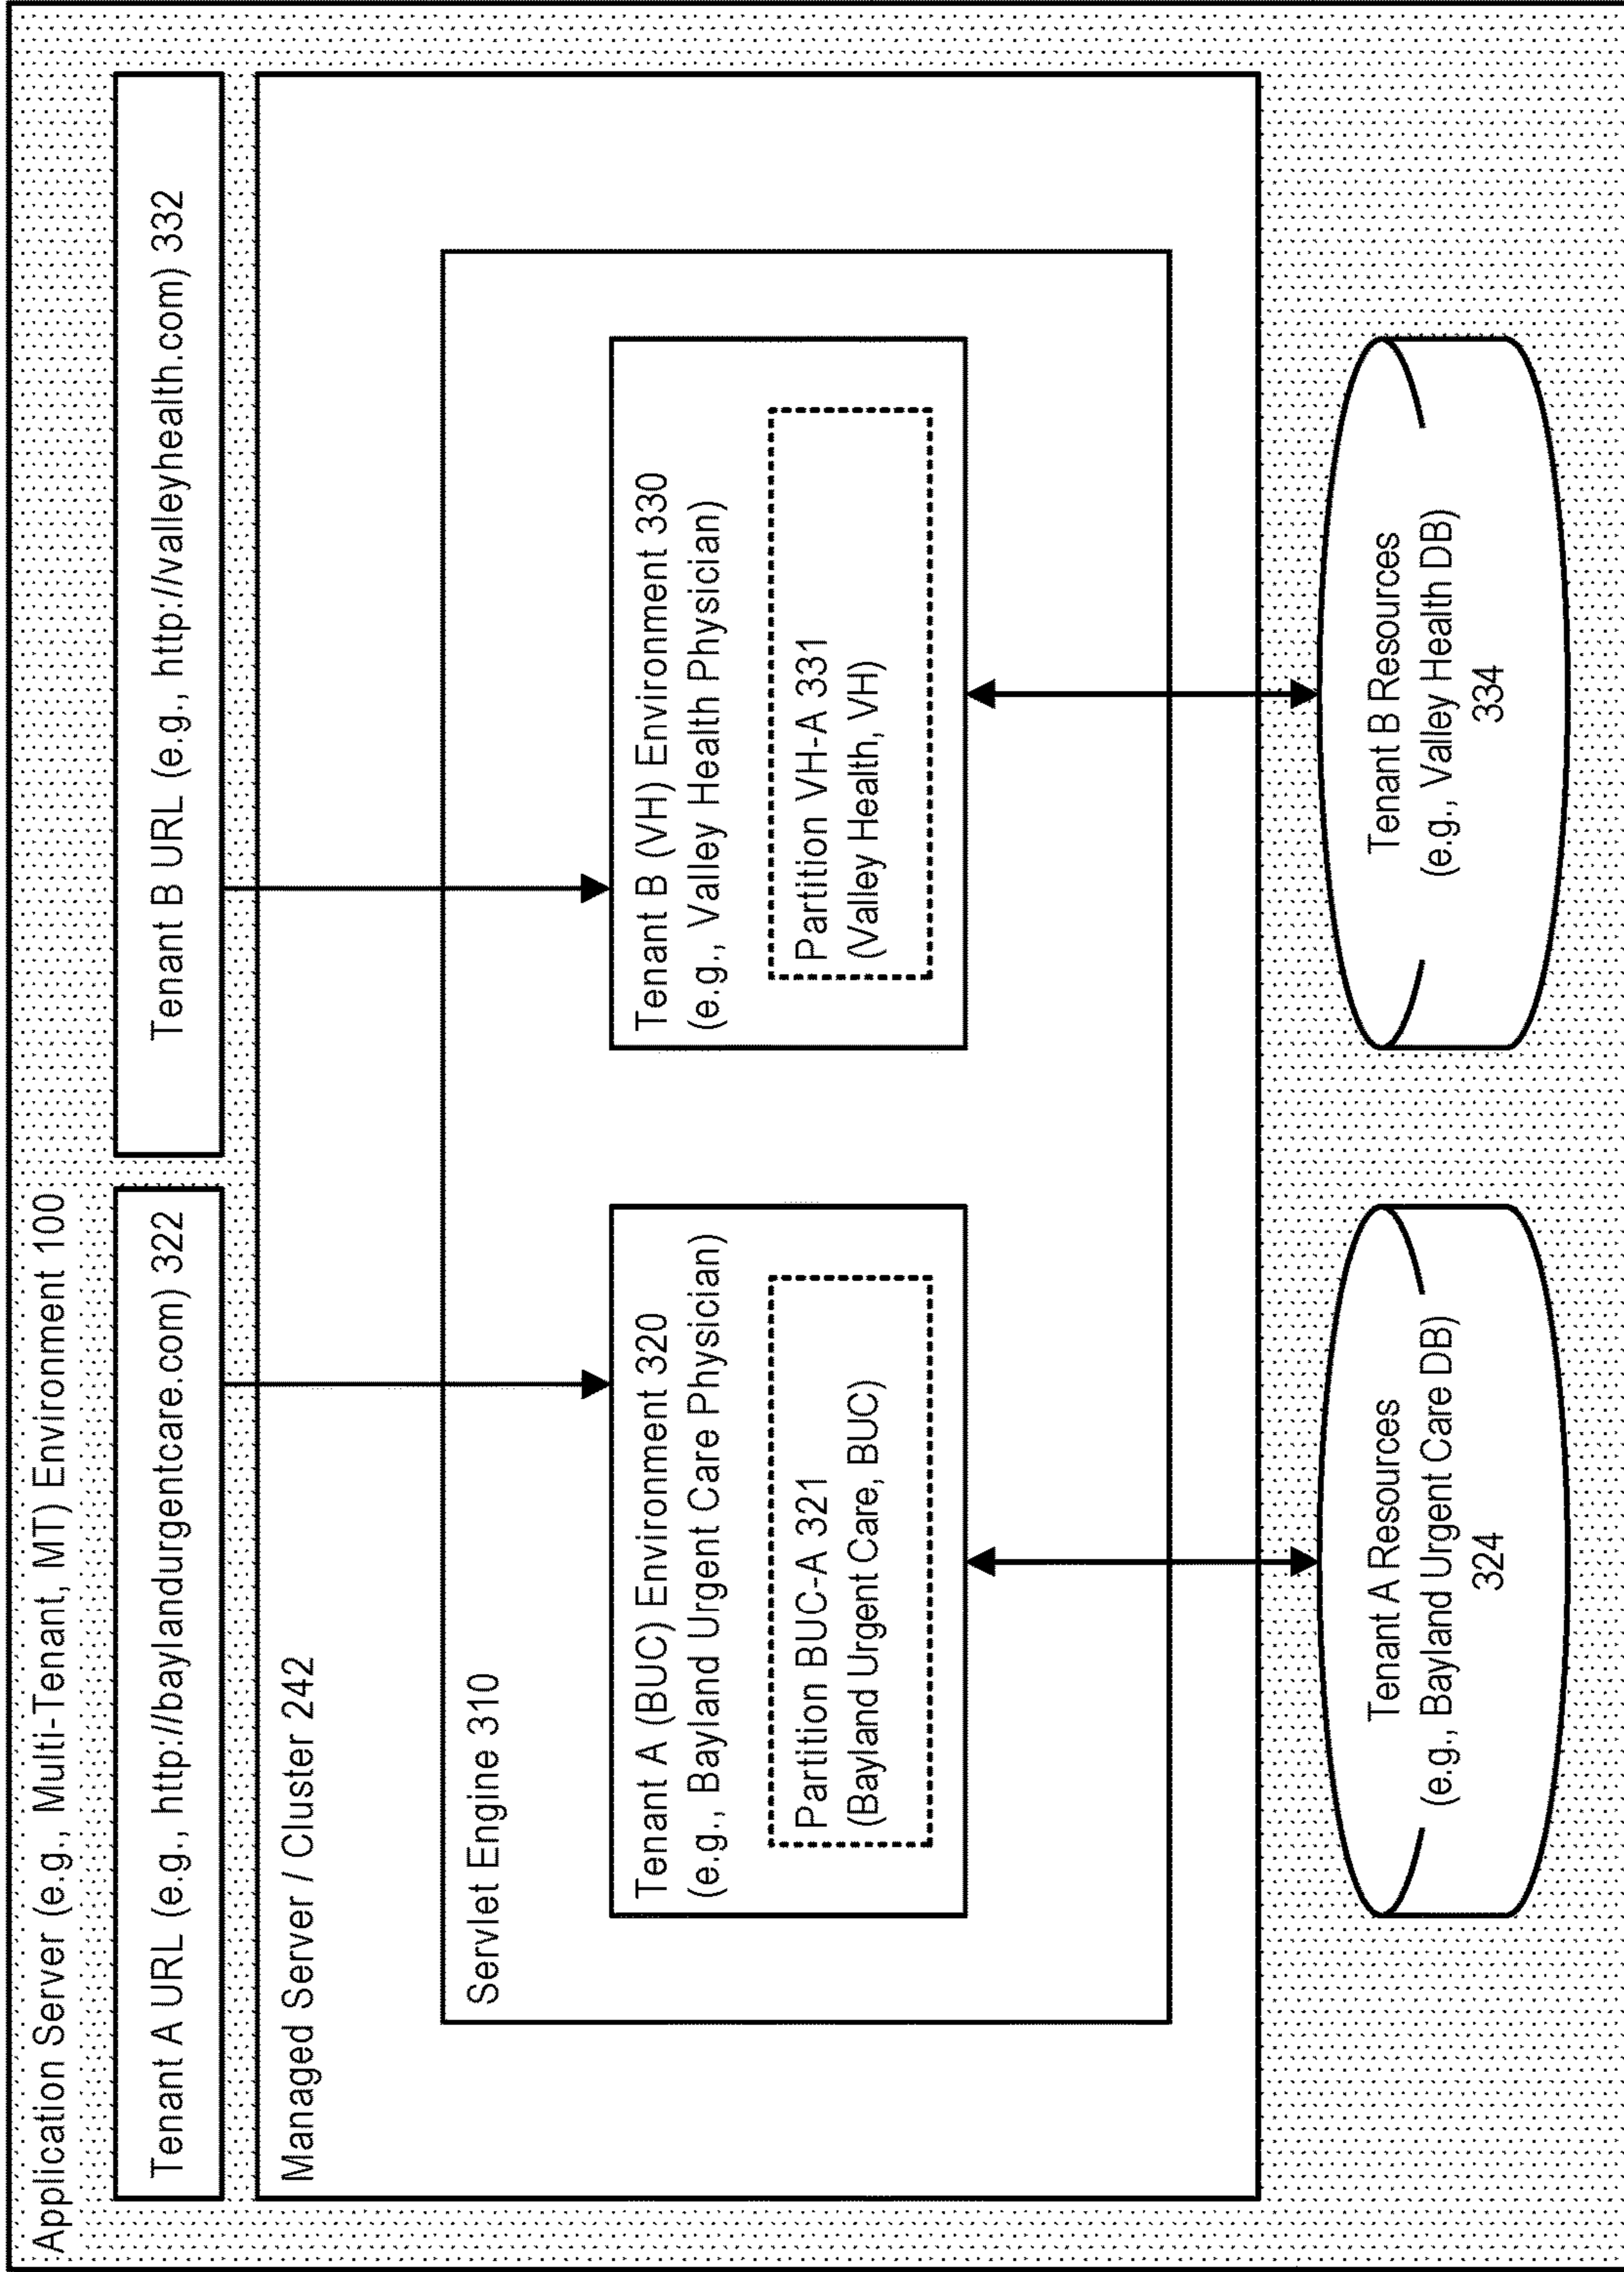 Application Server (e.g., Multi-Tenant, MT) Environment 100
Tenant A URL (e.g., http://baylandurgentcare.com) 322
Tenant B URL (e.g., http://valleyhealth.com) 332
Managed Server / Cluster 242
Servlet Engine 310
Tenant A (BUC) Environment 320
(e.g., Bayland Urgent Care Physician)
Partition BUC-A 321
(Bayland Urgent Care, BUC)
Tenant B (VH) Environment 330
(e.g., Valley Health Physician)
Partition VH-A 331
(Valley Health, VH)
Tenant A Resources
(e.g., Bayland Urgent Care DB)
324
Tenant B Resources
(e.g., Valley Health DB)
334